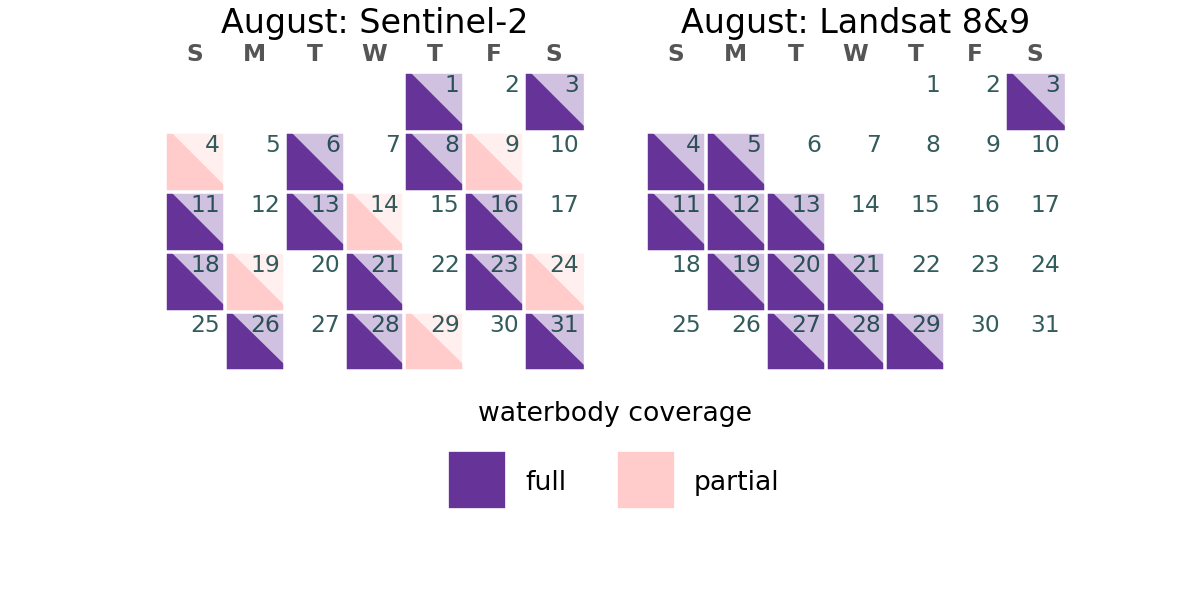 August: Sentinel-2
S M T W T F S
1 2 3
4 5 6 7 8 9 10
11 12 13 14 15 16 17
18 19 20 21 22 23 24
25 26 27 28 29 30 31
August: Landsat 8&9
S M T W T F S
1 2 3
4 5 6 7 8 9 10
11 12 13 14 15 16 17
18 19 20 21 22 23 24
25 26 27 28 29 30 31
waterbody coverage
full
partial